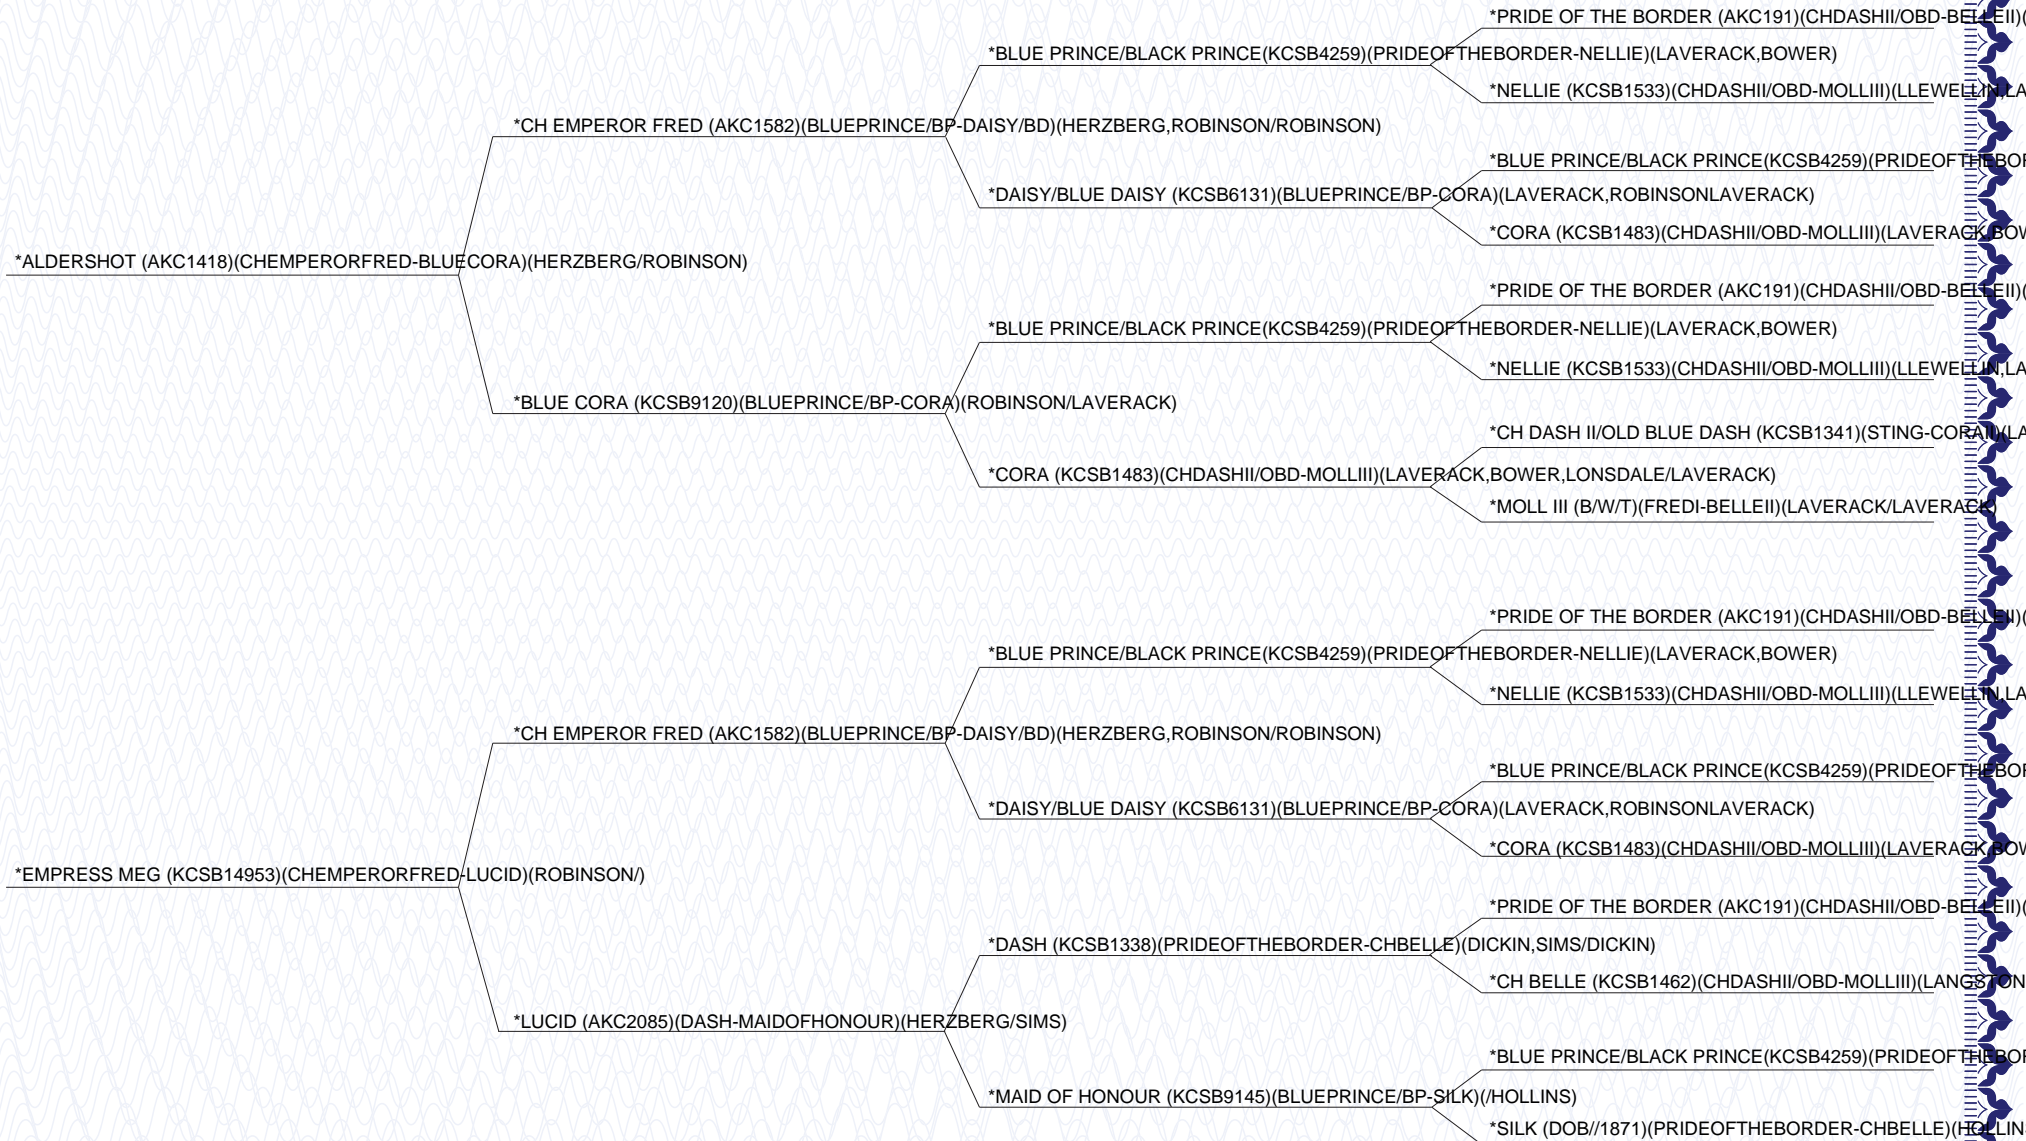 *PRIDE OF THE BORDER (AKC191)(CHDASHII/OBD-BELLEII)(
*BLUE PRINCE/BLACK PRINCE(KCSB4259)(PRIDEOFTHEBORDER-NELLIE)(LAVERACK,BOWER)
*NELLIE (KCSB1533)(CHDASHII/OBD-MOLLIII)(LLEWELLIN,LA
*CH EMPEROR FRED (AKC1582)(BLUEPRINCE/BP-DAISY/BD)(HERZBERG,ROBINSON/ROBINSON)
*BLUE PRINCE/BLACK PRINCE(KCSB4259)(PRIDEOFTHEBOR
*DAISY/BLUE DAISY (KCSB6131)(BLUEPRINCE/BP-CORA)(LAVERACK,ROBINSONLAVERACK)
*CORA (KCSB1483)(CHDASHII/OBD-MOLLIII)(LAVERACK,BOW
*ALDERSHOT (AKC1418)(CHEMPERORFRED-BLUECORA)(HERZBERG/ROBINSON)
*PRIDE OF THE BORDER (AKC191)(CHDASHII/OBD-BELLEII)(
*BLUE PRINCE/BLACK PRINCE(KCSB4259)(PRIDEOFTHEBORDER-NELLIE)(LAVERACK,BOWER)
*NELLIE (KCSB1533)(CHDASHII/OBD-MOLLIII)(LLEWELLIN,LA
*BLUE CORA (KCSB9120)(BLUEPRINCE/BP-CORA)(ROBINSON/LAVERACK)
*CH DASH II/OLD BLUE DASH (KCSB1341)(STING-CORAII)(LA
*CORA (KCSB1483)(CHDASHII/OBD-MOLLIII)(LAVERACK,BOWER,LONSDALE/LAVERACK)
*MOLL III (B/W/T)(FREDI-BELLEII)(LAVERACK/LAVERACK)
*PRIDE OF THE BORDER (AKC191)(CHDASHII/OBD-BELLEII)(
*BLUE PRINCE/BLACK PRINCE(KCSB4259)(PRIDEOFTHEBORDER-NELLIE)(LAVERACK,BOWER)
*NELLIE (KCSB1533)(CHDASHII/OBD-MOLLIII)(LLEWELLIN,LA
*CH EMPEROR FRED (AKC1582)(BLUEPRINCE/BP-DAISY/BD)(HERZBERG,ROBINSON/ROBINSON)
*BLUE PRINCE/BLACK PRINCE(KCSB4259)(PRIDEOFTHEBOR
*DAISY/BLUE DAISY (KCSB6131)(BLUEPRINCE/BP-CORA)(LAVERACK,ROBINSONLAVERACK)
*CORA (KCSB1483)(CHDASHII/OBD-MOLLIII)(LAVERACK,BOW
*EMPRESS MEG (KCSB14953)(CHEMPERORFRED-LUCID)(ROBINSON/)
*PRIDE OF THE BORDER (AKC191)(CHDASHII/OBD-BELLEII)(
*DASH (KCSB1338)(PRIDEOFTHEBORDER-CHBELLE)(DICKIN,SIMS/DICKIN)
*CH BELLE (KCSB1462)(CHDASHII/OBD-MOLLIII)(LANGSTON
*LUCID (AKC2085)(DASH-MAIDOFHONOUR)(HERZBERG/SIMS)
*BLUE PRINCE/BLACK PRINCE(KCSB4259)(PRIDEOFTHEBOR
*MAID OF HONOUR (KCSB9145)(BLUEPRINCE/BP-SILK)(/HOLLINS)
*SILK (DOB//1871)(PRIDEOFTHEBORDER-CHBELLE)(HOLLIN